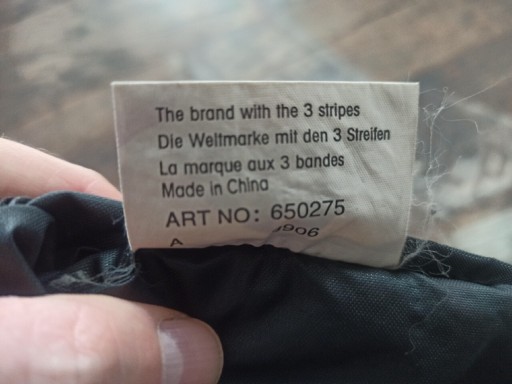 The brand with the 3 stripes
Die Weltmarke mit den 3 Streifen
La marque aux 3 bandes
Made in China
ART NO: 650275
A 1906